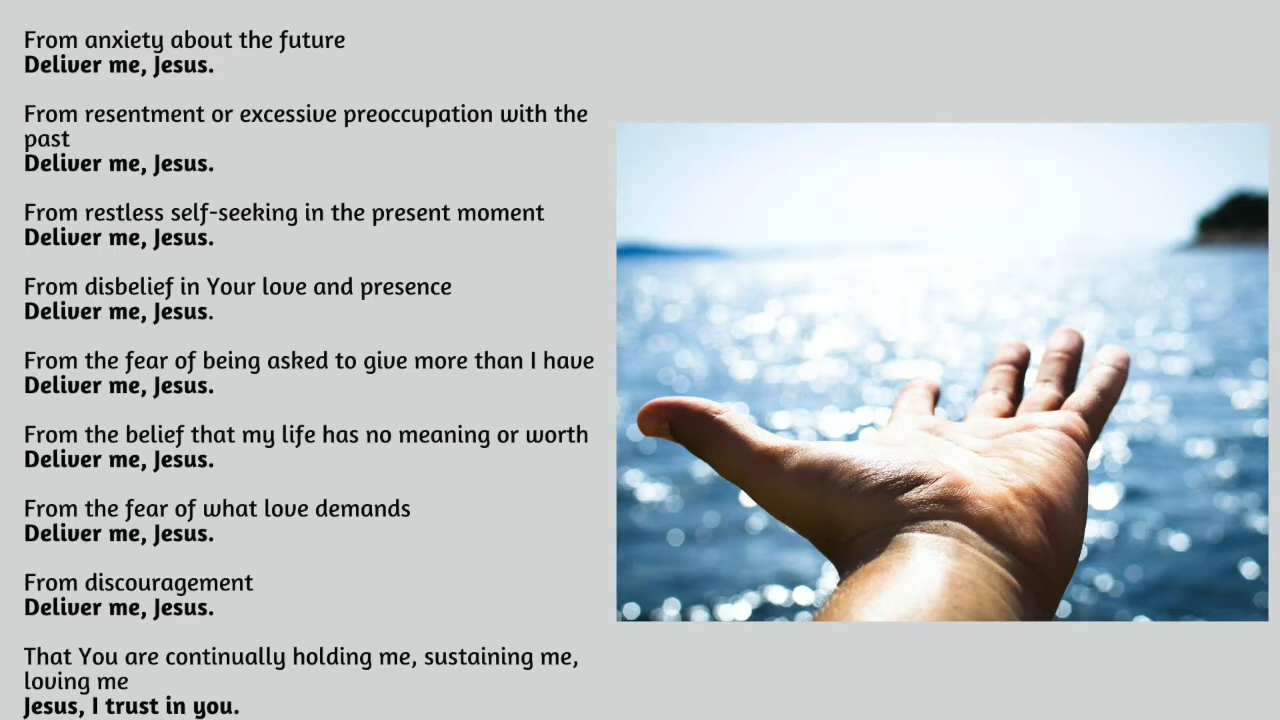 From anxiety about the future
Deliver me, Jesus.
From resentment or excessive preoccupation with the
past
Deliver me, Jesus.
From restless self-seeking in the present moment
Deliver me, Jesus.
From disbelief in Your love and presence
Deliver me, Jesus.
From the fear of being asked to give more than I have
Deliver me, Jesus.
From the belief that my life has no meaning or worth
Deliver me, Jesus.
From the fear of what love demands
Deliver me, Jesus.
From discouragement
Deliver me, Jesus.
That You are continually holding me, sustaining me,
loving me
Jesus, I trust in you.